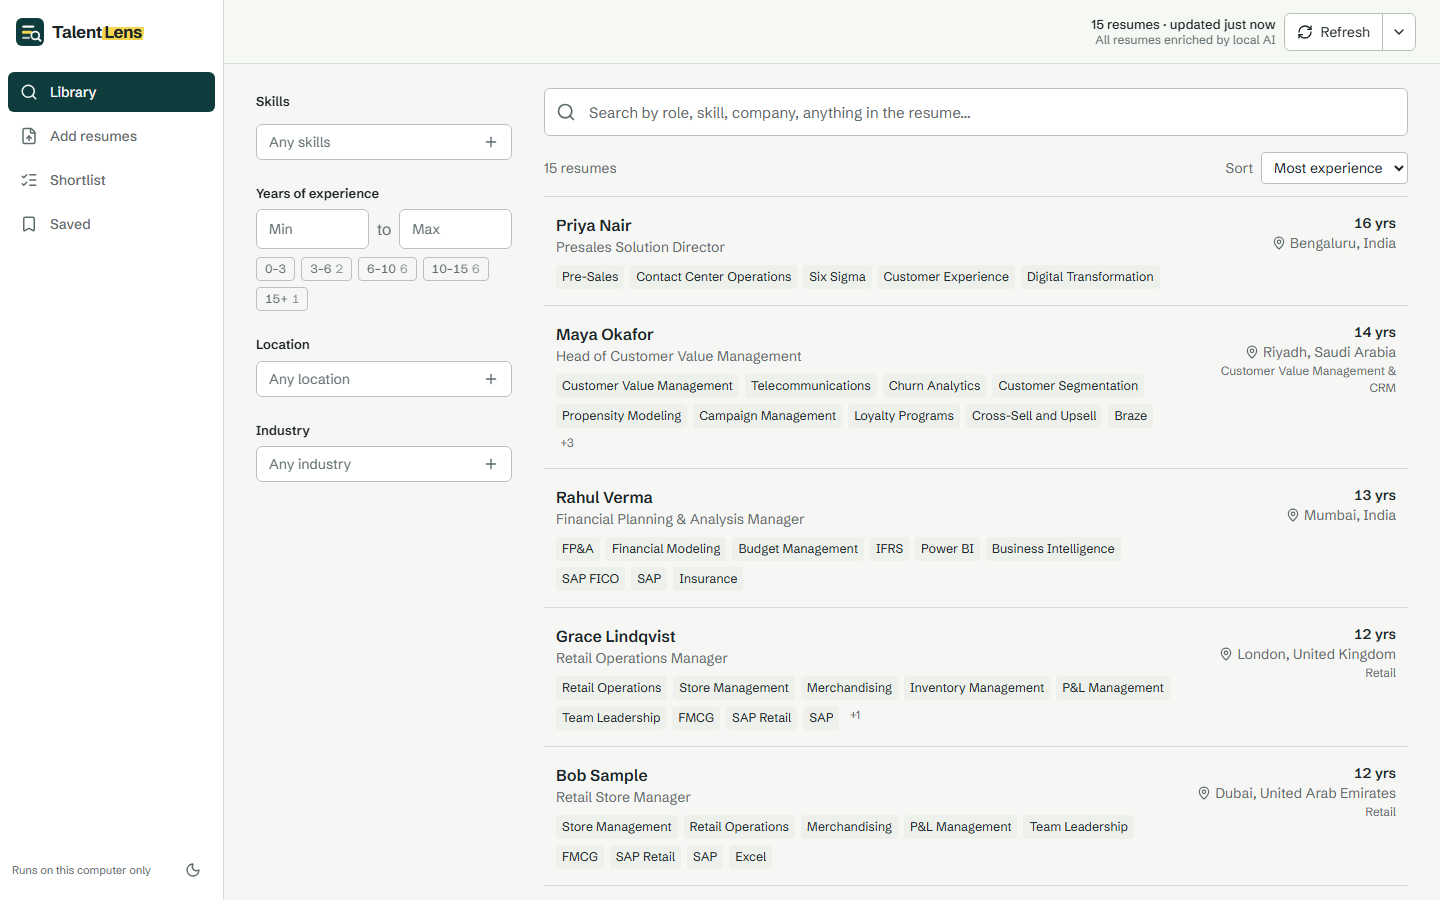 TalentLens
Library
Add resumes
Shortlist
Saved
Runs on this computer only
15 resumes · updated just now
All resumes enriched by local AI
Refresh
Skills
Any skills
Years of experience
Min to Max
0–3 3–6 2 6–10 6 10–15 6
15+ 1
Location
Any location
Industry
Any industry
Search by role, skill, company, anything in the resume...
15 resumes
Sort Most experience
Priya Nair
Presales Solution Director
Pre-Sales Contact Center Operations Six Sigma Customer Experience Digital Transformation
16 yrs
Bengaluru, India
Maya Okafor
Head of Customer Value Management
Customer Value Management Telecommunications Churn Analytics Customer Segmentation
Propensity Modeling Campaign Management Loyalty Programs Cross-Sell and Upsell Braze
+3
14 yrs
Riyadh, Saudi Arabia
Customer Value Management &
CRM
Rahul Verma
Financial Planning & Analysis Manager
FP&A Financial Modeling Budget Management IFRS Power BI Business Intelligence
SAP FICO SAP Insurance
13 yrs
Mumbai, India
Grace Lindqvist
Retail Operations Manager
Retail Operations Store Management Merchandising Inventory Management P&L Management
Team Leadership FMCG SAP Retail SAP +1
12 yrs
London, United Kingdom
Retail
Bob Sample
Retail Store Manager
Store Management Retail Operations Merchandising P&L Management Team Leadership
FMCG SAP Retail SAP Excel
12 yrs
Dubai, United Arab Emirates
Retail